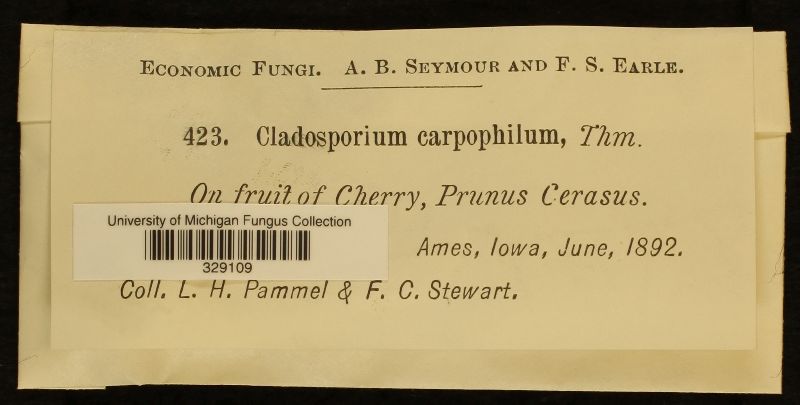 Economic Fungi. A. B. Seymour and F. S. Earle.
423. Cladosporium carpophilum, Thm.
On fruit of Cherry, Prunus Cerasus.
University of Michigan Fungus Collection
329109
Ames, Iowa, June, 1892.
Coll. L. H. Pammel & F. C. Stewart.